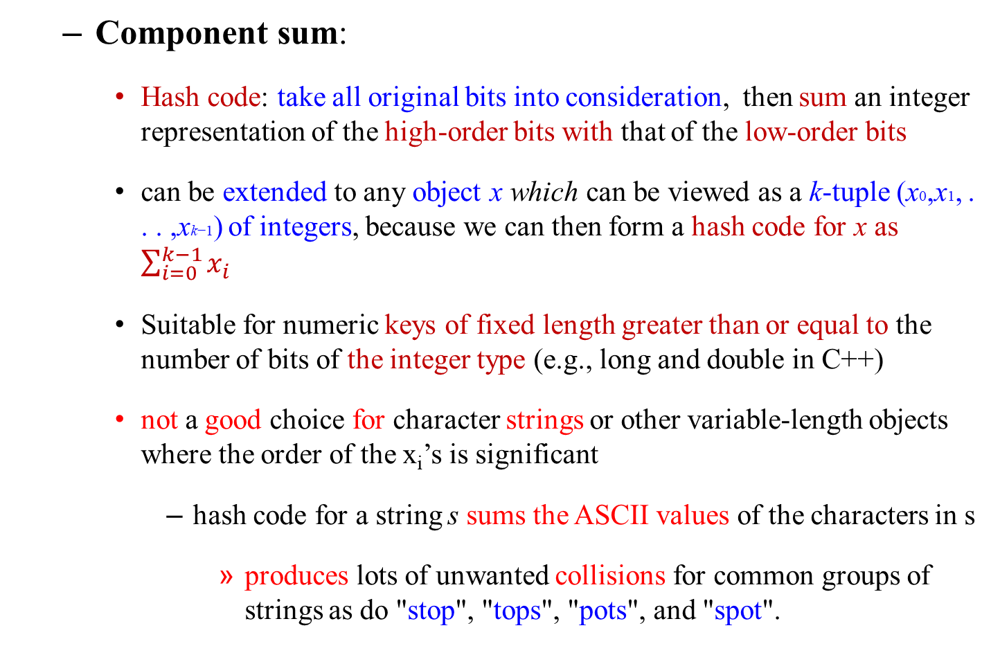 – Component sum:
• Hash code: take all original bits into consideration, then sum an integer
representation of the high-order bits with that of the low-order bits
• can be extended to any object x which can be viewed as a k-tuple (x₀,x₁, .
. . ,xₖ₋₁) of integers, because we can then form a hash code for x as
∑_{i=0}^{k−1} x_i
• Suitable for numeric keys of fixed length greater than or equal to the
number of bits of the integer type (e.g., long and double in C++)
• not a good choice for character strings or other variable-length objects
where the order of the xᵢ’s is significant
– hash code for a string s sums the ASCII values of the characters in s
» produces lots of unwanted collisions for common groups of
strings as do "stop", "tops", "pots", and "spot".